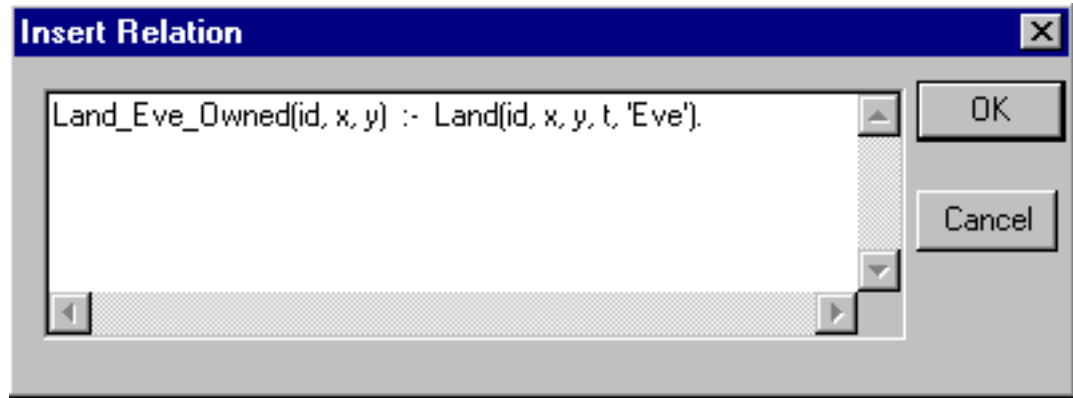 Insert Relation
Land_Eve_Owned(id, x, y) :- Land(id, x, y, t, 'Eve').
OK
Cancel